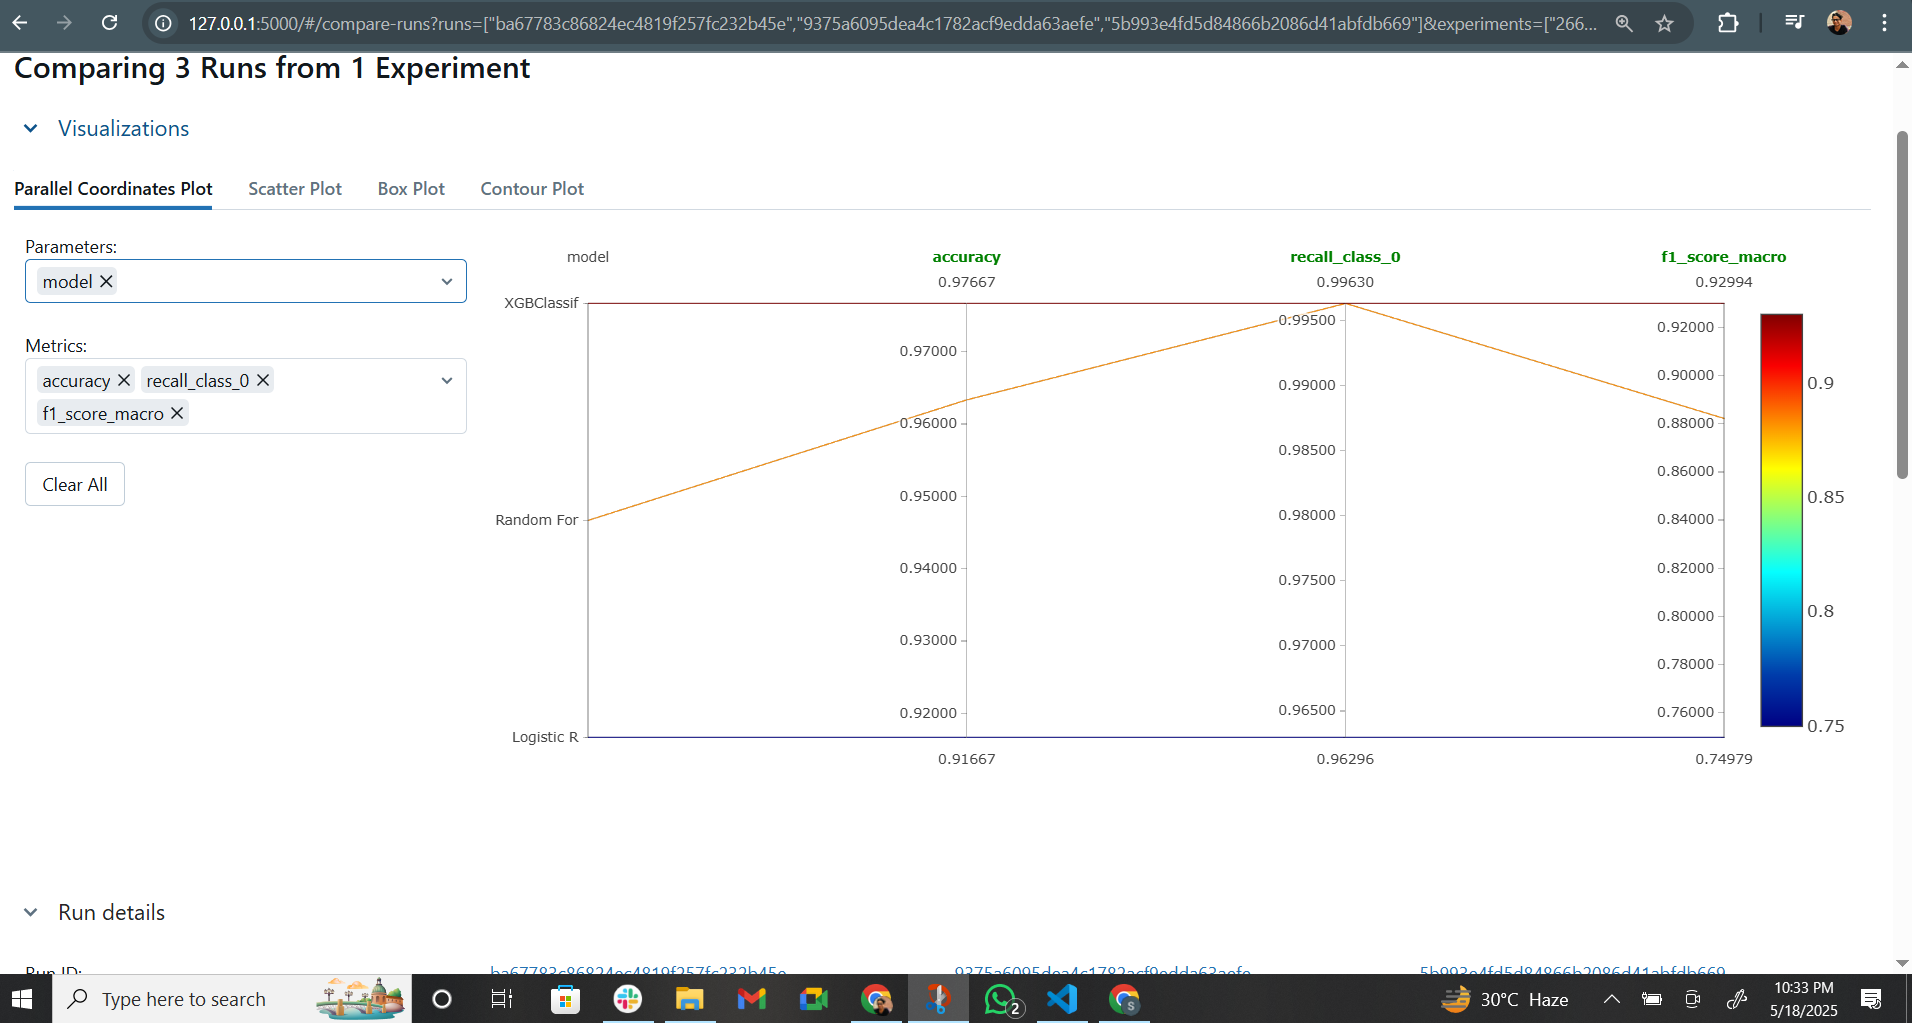 127.0.0.1:5000/#/compare-runs?runs=["ba67783c86824ec4819f257fc232b45e","9375a6095dea4c1782acf9edda63aefe","5b993e4fd5d84866b2086d41abfdb669"]&experiments=["266...
Comparing 3 Runs from 1 Experiment
Visualizations
Parallel Coordinates Plot Scatter Plot Box Plot Contour Plot
Parameters:
model
Metrics:
accuracy recall_class_0
f1_score_macro
Clear All
model accuracy recall_class_0 f1_score_macro
0.97667 0.99630 0.92994
XGBClassif
Random For
Logistic R
0.97000
0.96000
0.95000
0.94000
0.93000
0.92000
0.91667
0.99500
0.99000
0.98500
0.98000
0.97500
0.97000
0.96500
0.96296
0.92000
0.90000
0.88000
0.86000
0.84000
0.82000
0.80000
0.78000
0.76000
0.74979
0.9
0.85
0.8
0.75
Run details
Run ID: ba67783c86824ec4819f257fc232b45e 9375a6095dea4c1782acf9edda63aefe 5b993e4fd5d84866b2086d41abfdb669
Type here to search
2
S
30°C Haze
10:33 PM
5/18/2025